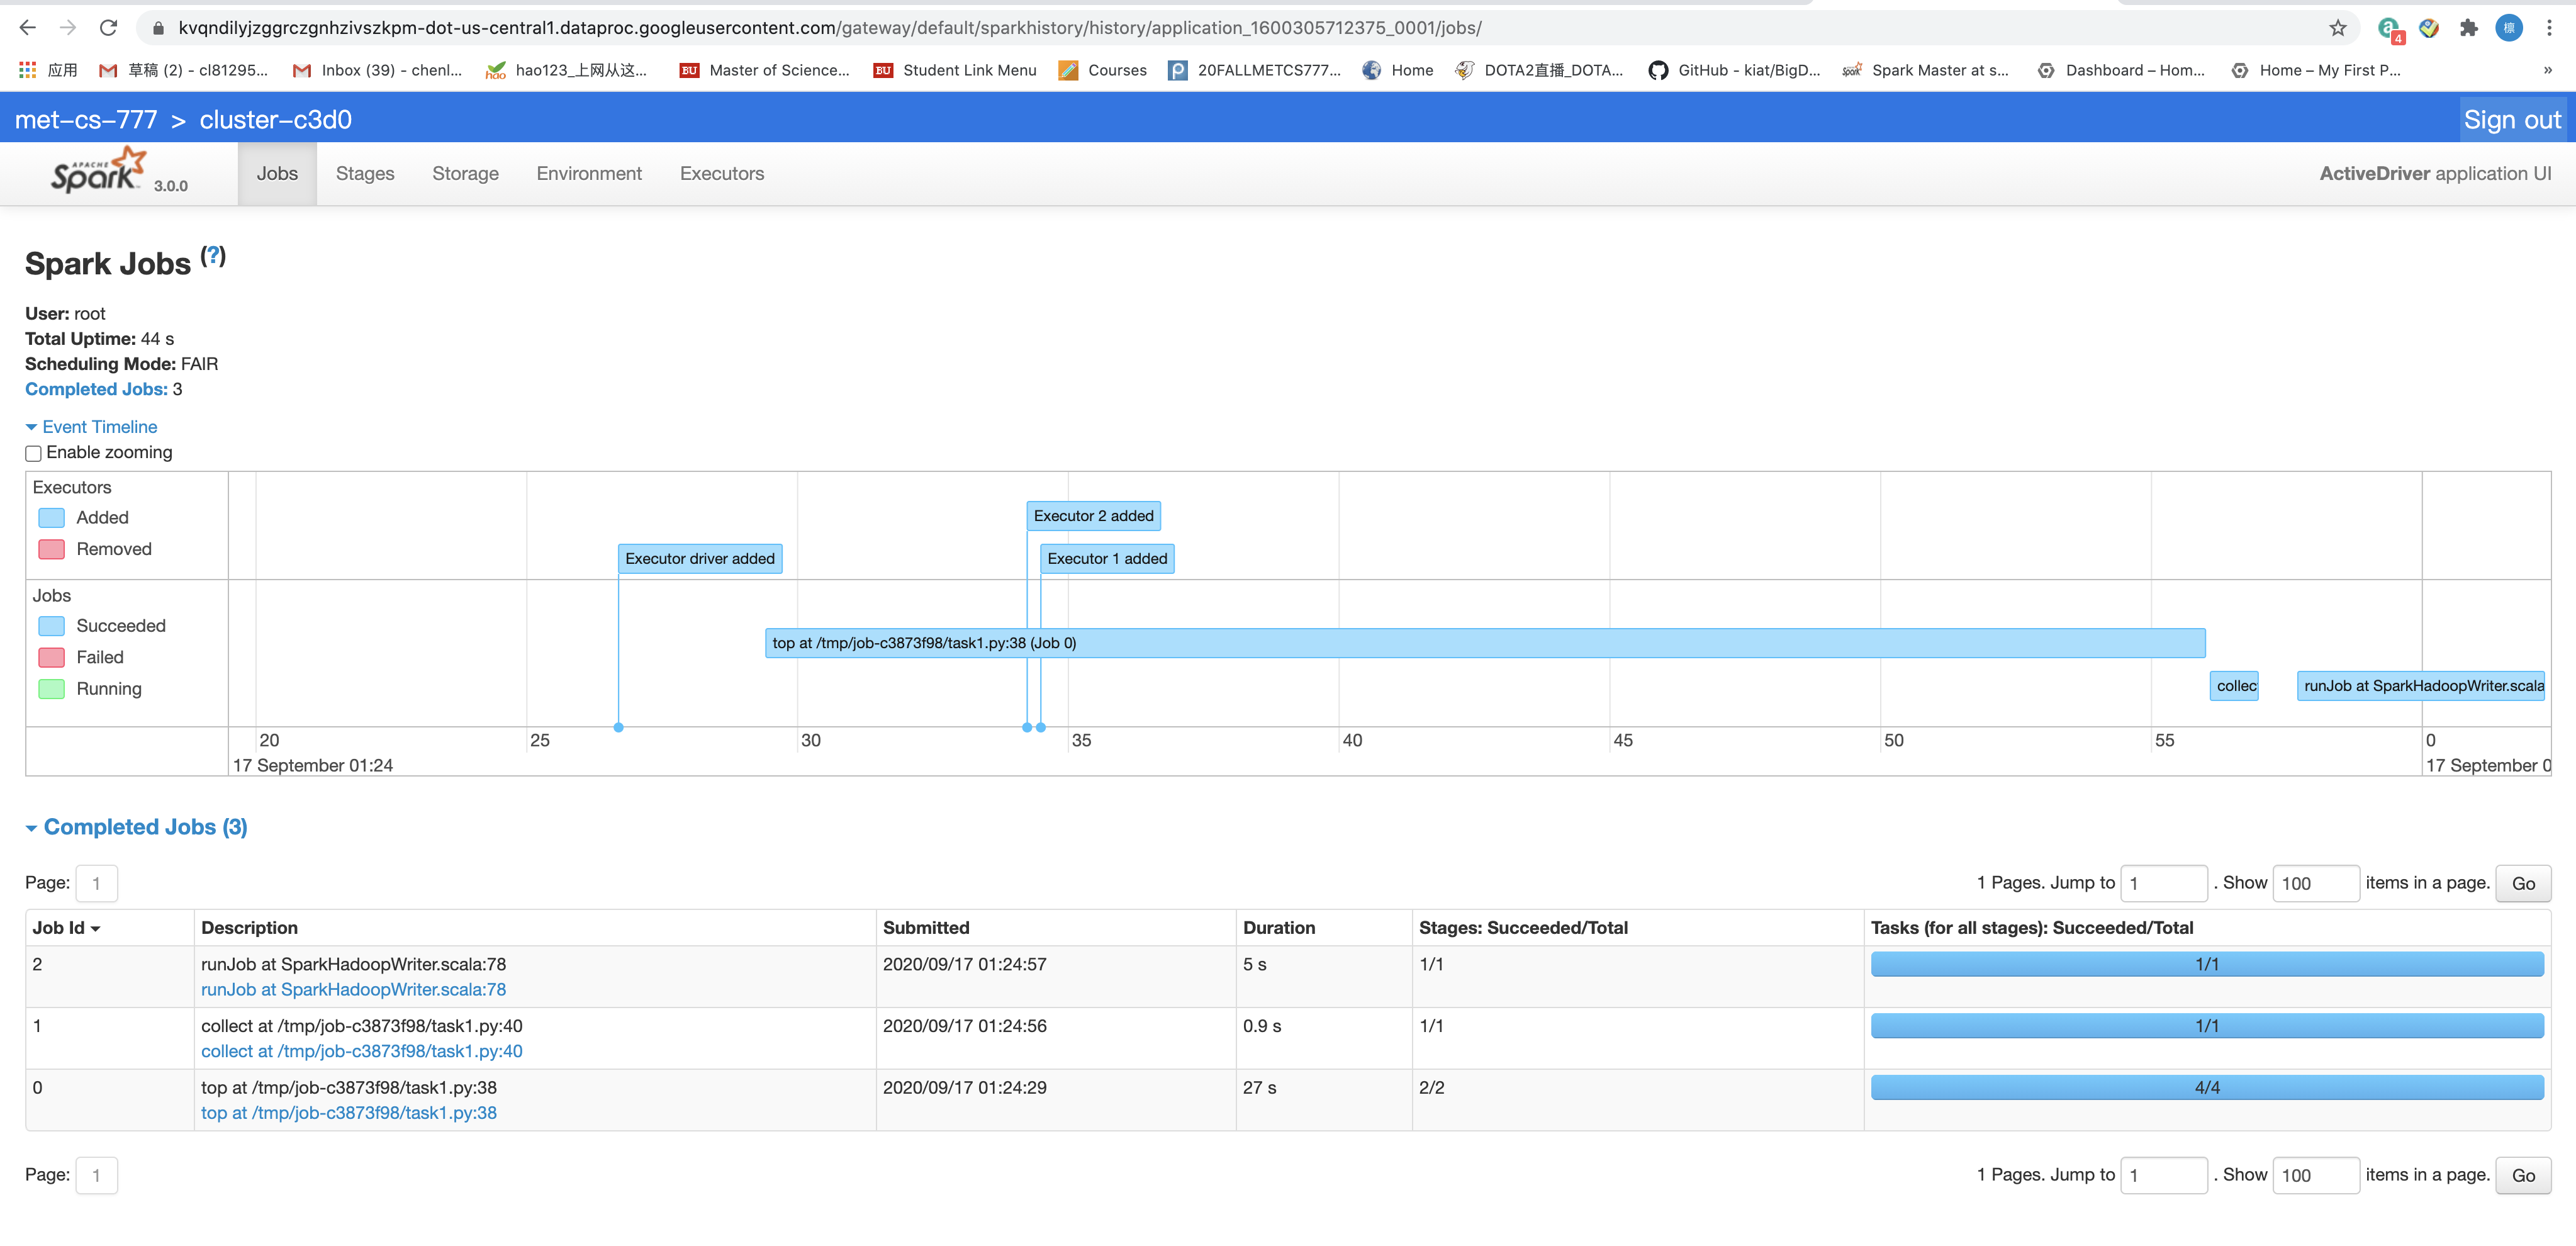 kvqndilyjzggrczgnhzivszkpm-dot-us-central1.dataproc.googleusercontent.com/gateway/default/sparkhistory/history/application_1600305712375_0001/jobs/
a 4 檬
应用 草稿 (2) - cl81295... Inbox (39) - chenl... hao hao123_上网从这... BU Master of Science... BU Student Link Menu Courses P 20FALLMETCS777... Home DOTA2直播_DOTA... GitHub - kiat/BigD... Spark Master at s... Dashboard – Hom... Home – My First P... »
met-cs-777 > cluster-c3d0 Sign out
APACHE Spark 3.0.0 Jobs Stages Storage Environment Executors ActiveDriver application UI
Spark Jobs (?)
User: root
Total Uptime: 44 s
Scheduling Mode: FAIR
Completed Jobs: 3
Event Timeline
Enable zooming
Executors
Added
Removed
Executor 2 added
Executor driver added
Executor 1 added
Jobs
Succeeded
Failed
Running
top at /tmp/job-c3873f98/task1.py:38 (Job 0)
collec
runJob at SparkHadoopWriter.scala
20 25 30 35 40 45 50 55 0
17 September 01:24 17 September 0
Completed Jobs (3)
Page: 1 1 Pages. Jump to 1 . Show 100 items in a page. Go
Job Id Description Submitted Duration Stages: Succeeded/Total Tasks (for all stages): Succeeded/Total
2 runJob at SparkHadoopWriter.scala:78 2020/09/17 01:24:57 5 s 1/1 1/1
runJob at SparkHadoopWriter.scala:78
1 collect at /tmp/job-c3873f98/task1.py:40 2020/09/17 01:24:56 0.9 s 1/1 1/1
collect at /tmp/job-c3873f98/task1.py:40
0 top at /tmp/job-c3873f98/task1.py:38 2020/09/17 01:24:29 27 s 2/2 4/4
top at /tmp/job-c3873f98/task1.py:38
Page: 1 1 Pages. Jump to 1 . Show 100 items in a page. Go